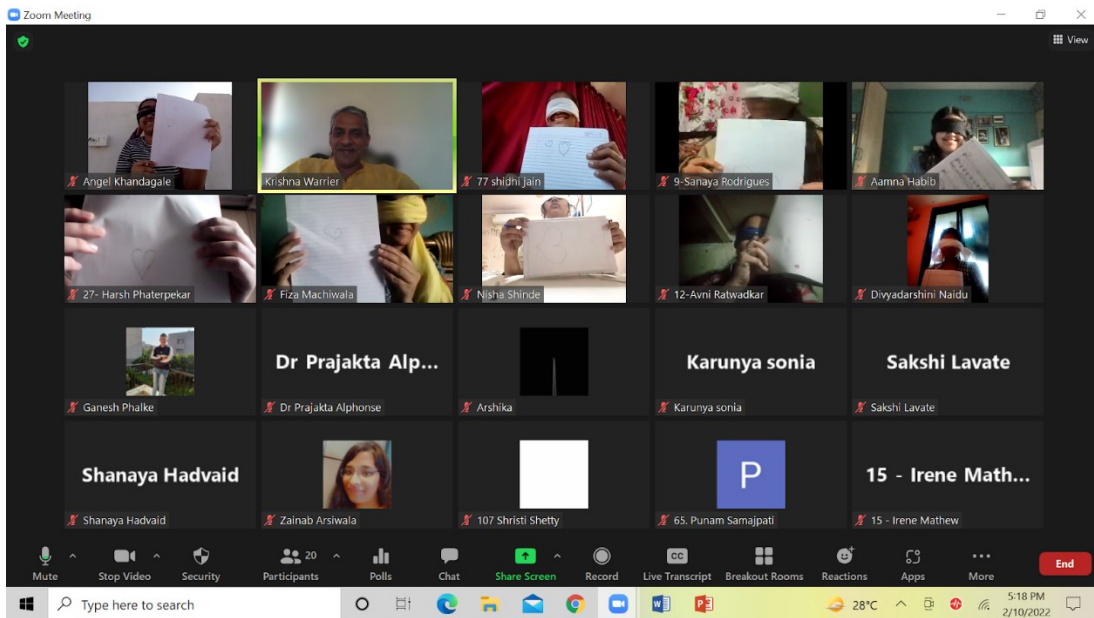 Zoom Meeting
View
Angel Khandagale
Krishna Warrier
77 shidhi jain
9-Sanaya Rodrigues
Aamna Habib
27- Harsh Phaterpekar
Fiza Machiwala
Nisha Shinde
12-Avni Ratwadkar
Divyadarshini Naidu
Dr Prajakta Alp...
Karunya sonia
Sakshi Lavate
Ganesh Phalke
Dr Prajakta Alphonse
Arshika
Karunya sonia
Sakshi Lavate
Shanaya Hadvaid
P
15 - Irene Math...
Shanaya Hadvaid
Zainab Arsiwala
107 Shristi Shetty
65. Punam Samajpati
15 - Irene Mathew
20
CC
Mute
Stop Video
Security
Participants
Polls
Chat
Share Screen
Record
Live Transcript
Breakout Rooms
Reactions
Apps
More
End
Type here to search
28°C
5:18 PM
2/10/2022